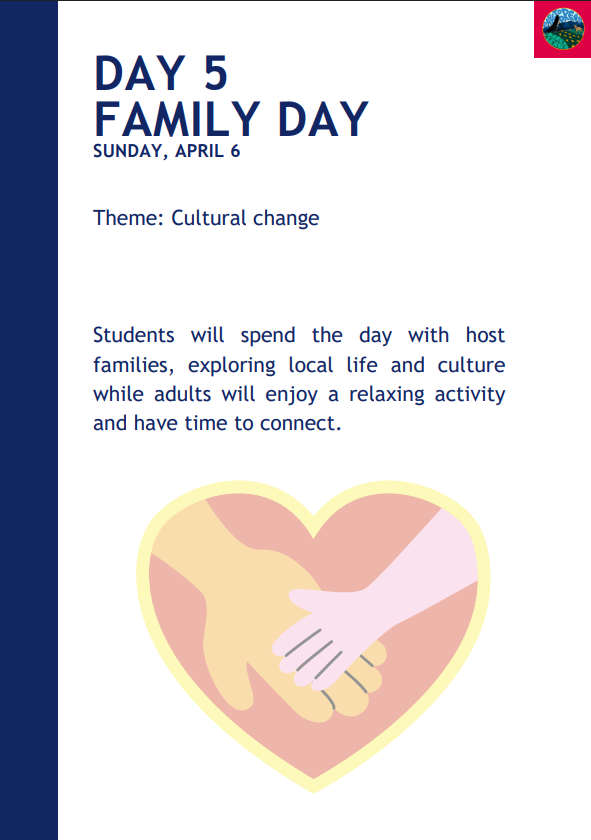 DAY 5
FAMILY DAY
SUNDAY, APRIL 6
Theme: Cultural change
Students will spend the day with host
families, exploring local life and culture
while adults will enjoy a relaxing activity
and have time to connect.